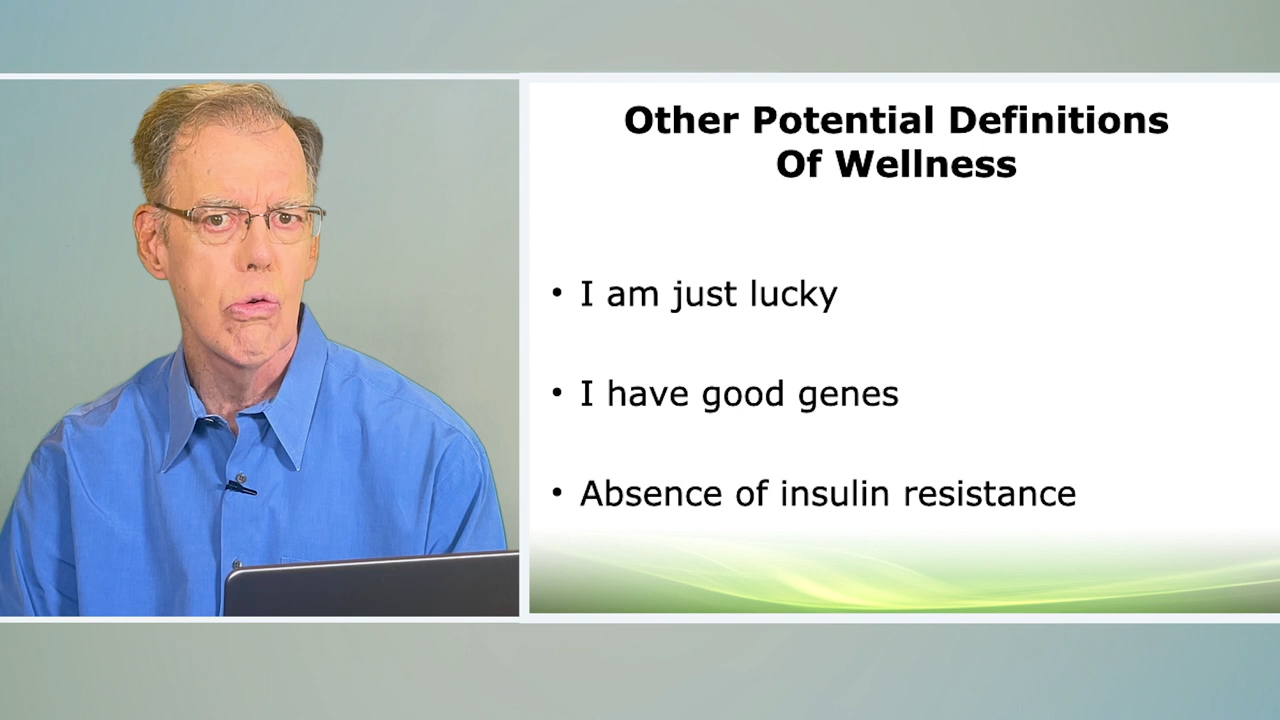 Other Potential Definitions
Of Wellness
• I am just lucky
• I have good genes
• Absence of insulin resistance